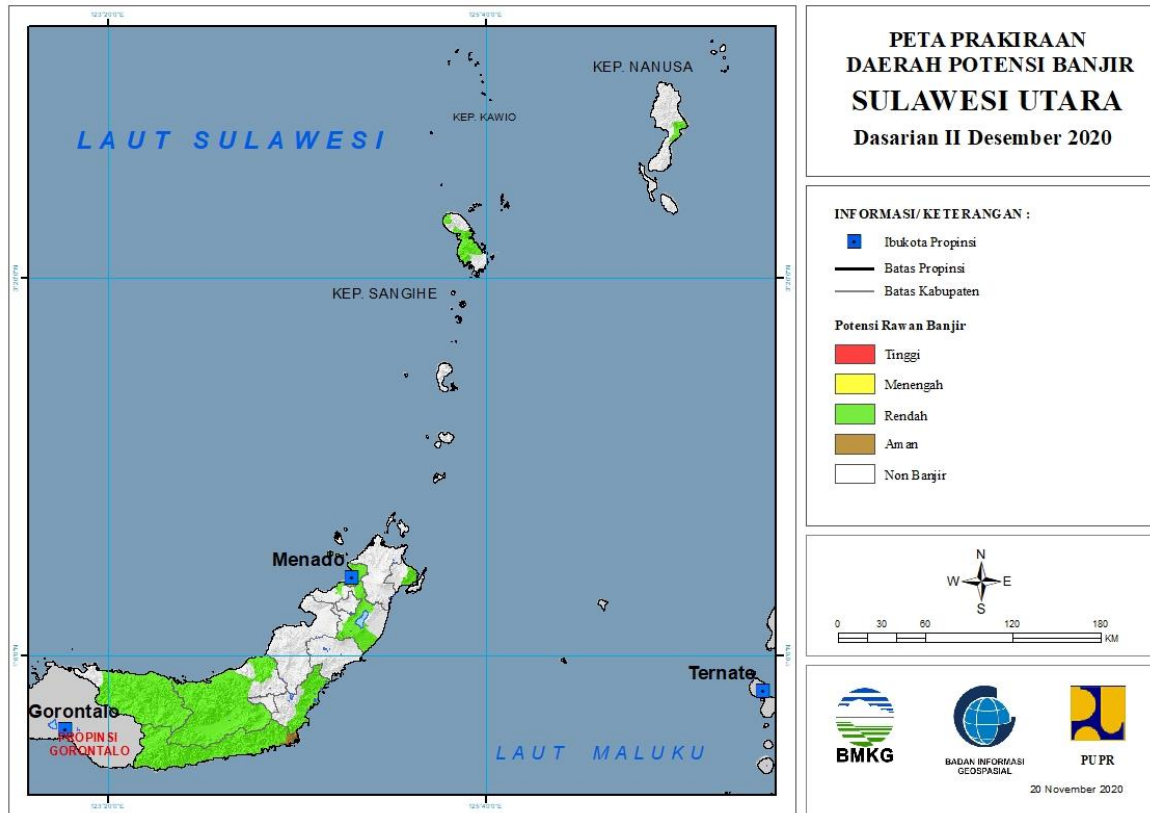 PETA PRAKIRAAN
DAERAH POTENSI BANJIR
SULAWESI UTARA
Dasarian II Desember 2020
INFORMASI/ KETERANGAN :
Ibukota Propinsi
Batas Propinsi
Batas Kabupaten
Potensi Rawan Banjir
Tinggi
Menengah
Rendah
Aman
Non Banjir
N
W E
S
0 30 60 120 180
KM
BMKG
BADAN INFORMASI
GEOSPASIAL
PUPR
20 November 2020
KEP. NANUSA
KEP. KAWIO
LAUT SULAWESI
KEP. SANGIHE
Menado
Ternate
Gorontalo
PROPINSI
GORONTALO
LAUT MALUKU